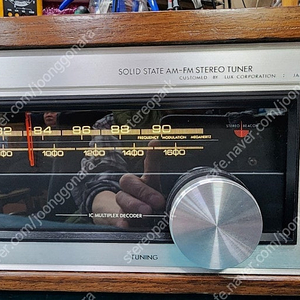 SOLID STATE AM-FM STEREO TUNER
CUSTOMED BY LUX CORPORATION
STEREO
84 86 88 90
FREQUENCY MODULATION MEGAHERTZ
1000 1200 1400 1600
IC MULTIPLEX DECODER
TUNING